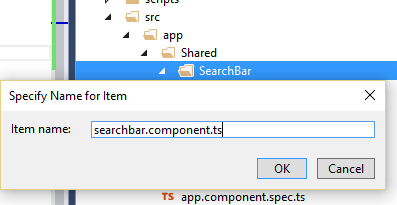 scripts
src
app
Shared
SearchBar
Specify Name for Item
Item name:
searchbar.component.ts
OK
Cancel
TS app.component.spec.ts